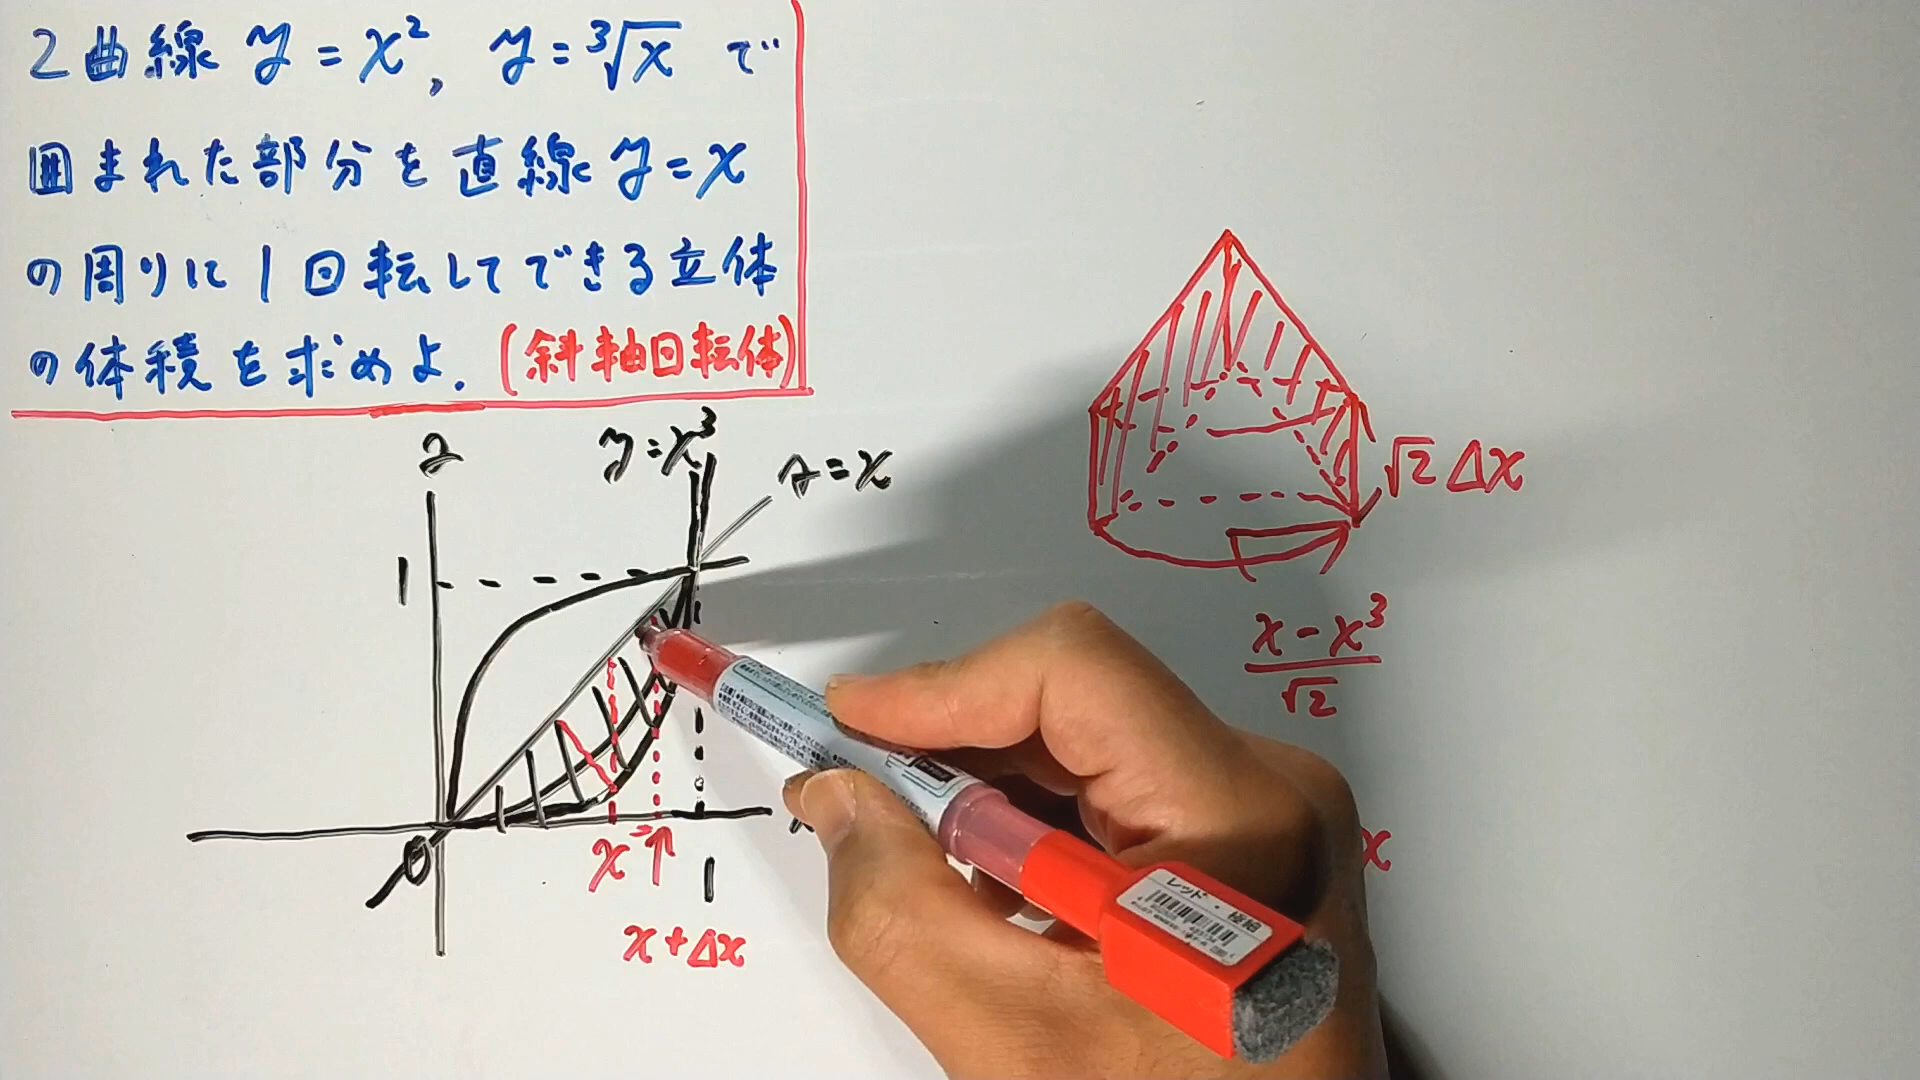 2曲線 y=x², y=³√x で
囲まれた部分を直線 y=x
の周りに1回転してできる立体
の体積を求めよ.(斜軸回転体)
y
y=x³
y=x
1
√2 Δx
x-x³
√2
O
x
1
x
x+Δx
レッド・極細